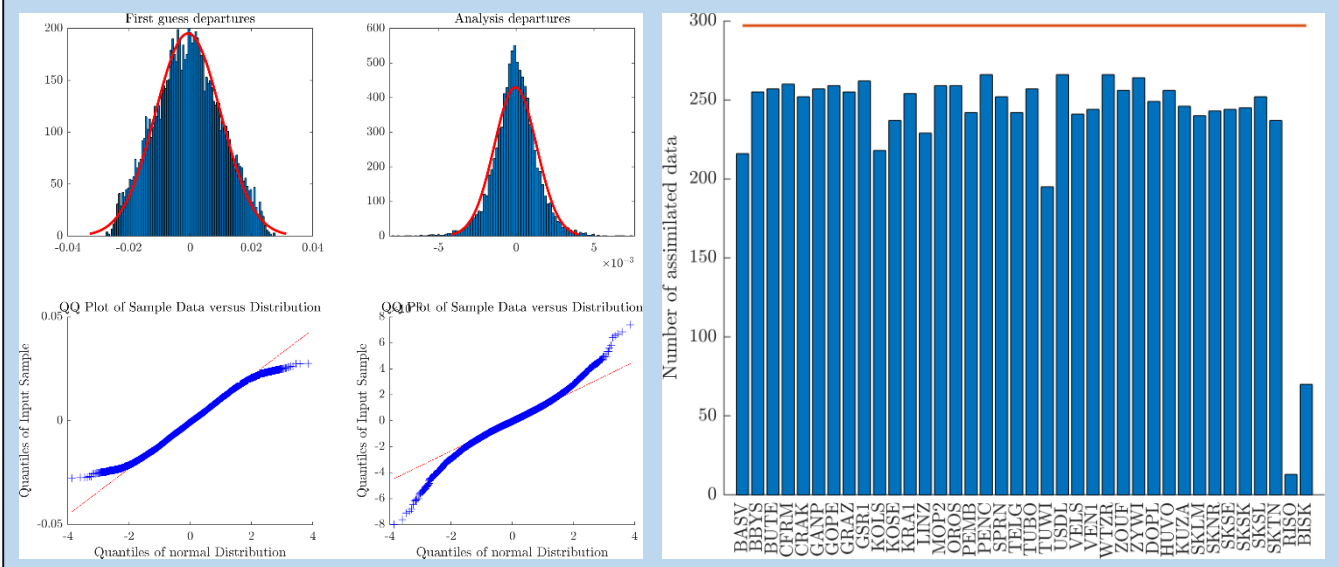 First guess departures
200
150
100
50
0
-0.01 -0.02 0 0.02 0.01
Analysis departures
600
500
400
300
200
100
0
-5 0 5
×10⁻³
QQ Plot of Sample Data versus Distribution
Quantiles of Input Sample
0.05
0
-0.05
-4 -2 0 2 4
Quantiles of normal Distribution
QQ Plot of Sample Data versus Distribution
Quantiles of Input Sample
8
6
4
2
0
-2
-4
-6
-8
-4 -2 0 2 4
Quantiles of normal Distribution
Number of assimilated data
300
250
200
150
100
50
0
BASV
BBYS
BUTE
CFRM
CRAK
GANP
GOPE
GRAZ
GSR1
KOLS
KOSE
KRA1
LINZ
MOP2
OROS
PEMB
PENC
SPRN
TELG
TUBO
TUWI
USDL
VELS
VEN1
WTZR
ZOUF
ZYWI
DOPL
HUVO
KUZA
SKLM
SKNR
SKSE
SKSK
SKSL
SKTN
RISO
BISK